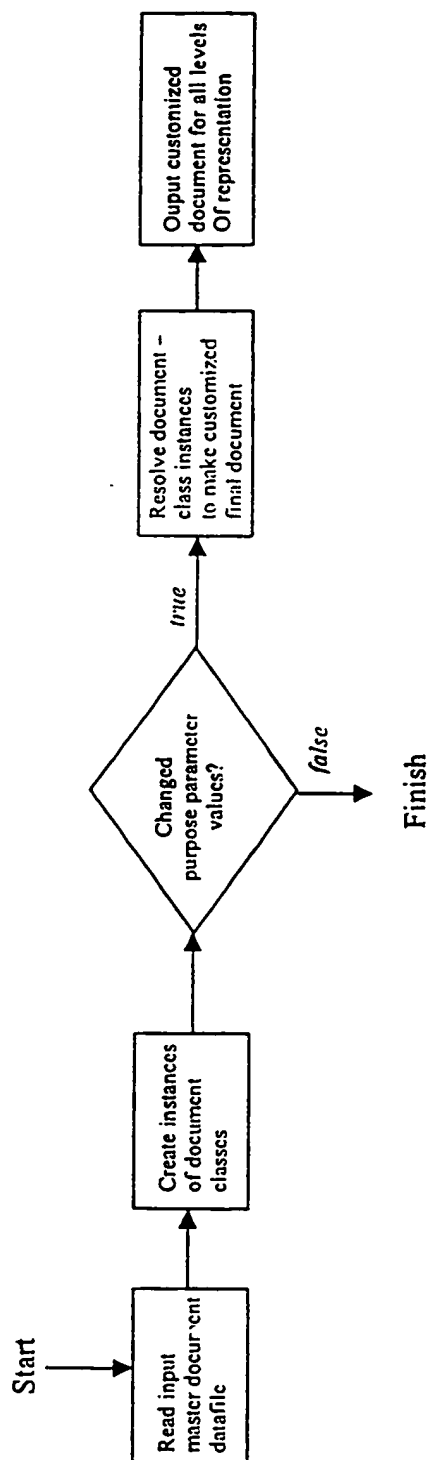 Start
Read input
master document
datafile
Create instances
of document
classes
Changed
purpose parameter
values?
true
false
Finish
Resolve document –
class instances
to make customized
final document
Ouput customized
document for all levels
Of representation